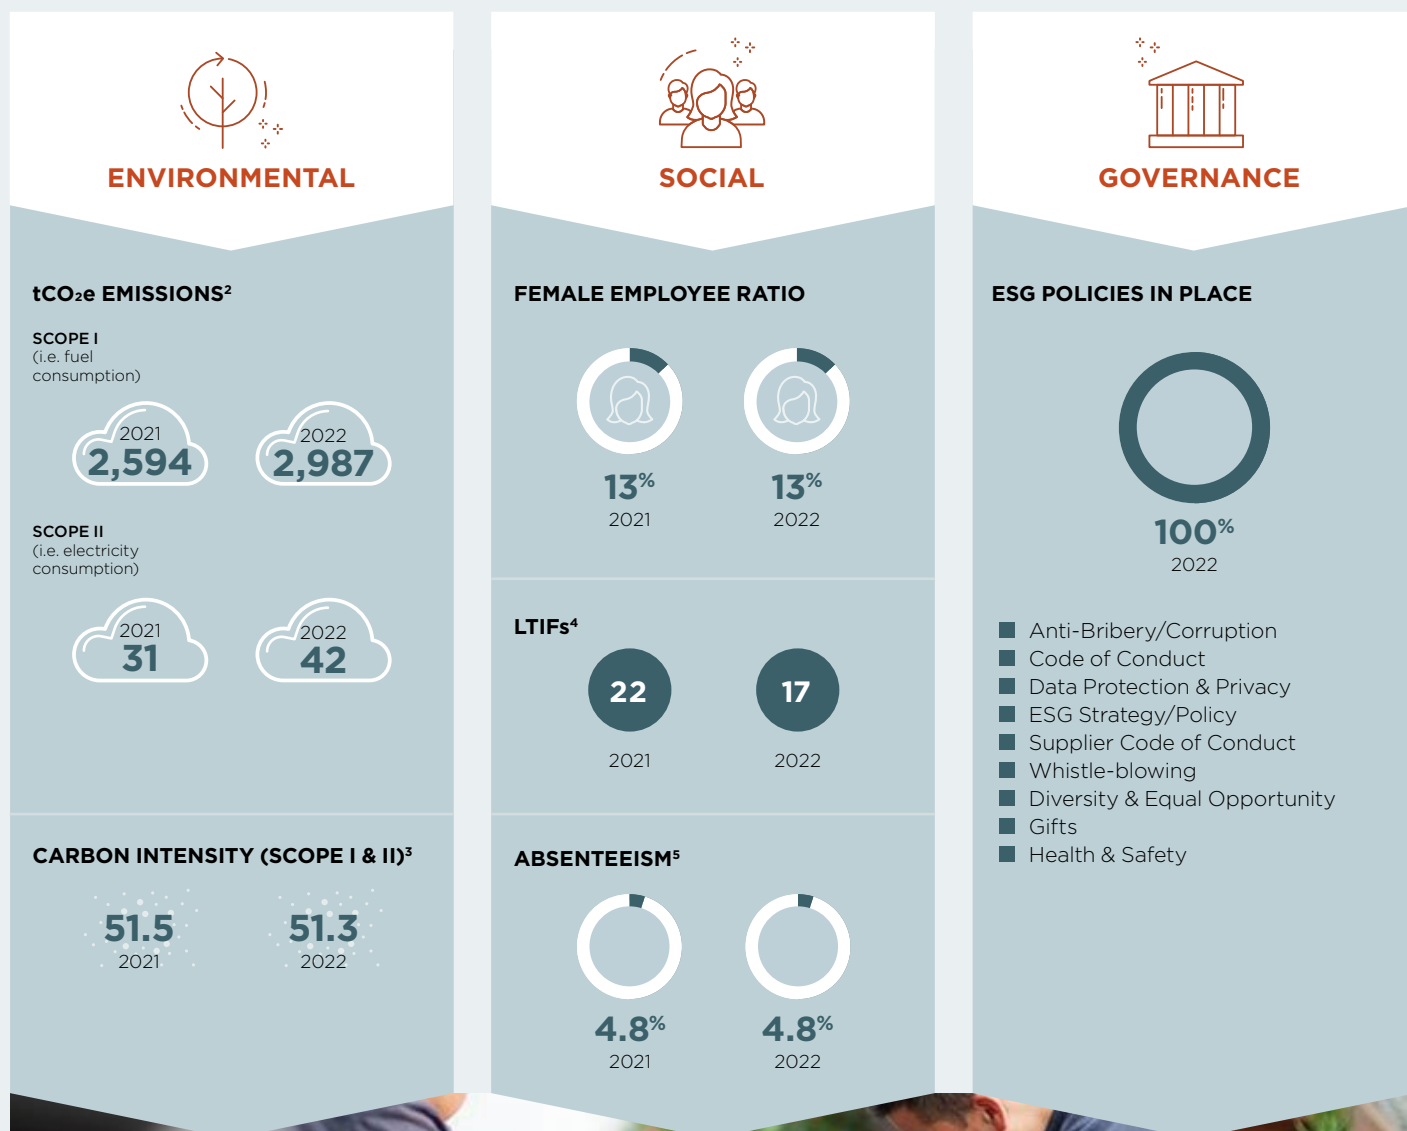 ENVIRONMENTAL
tCO₂e EMISSIONS²
SCOPE I
(i.e. fuel
consumption)
2021
2,594
2022
2,987
SCOPE II
(i.e. electricity
consumption)
2021
31
2022
42
CARBON INTENSITY (SCOPE I & II)³
51.5
2021
51.3
2022
SOCIAL
FEMALE EMPLOYEE RATIO
13%
2021
13%
2022
LTIFs⁴
22
2021
17
2022
ABSENTEEISM⁵
4.8%
2021
4.8%
2022
GOVERNANCE
ESG POLICIES IN PLACE
100%
2022
Anti-Bribery/Corruption
Code of Conduct
Data Protection & Privacy
ESG Strategy/Policy
Supplier Code of Conduct
Whistle-blowing
Diversity & Equal Opportunity
Gifts
Health & Safety